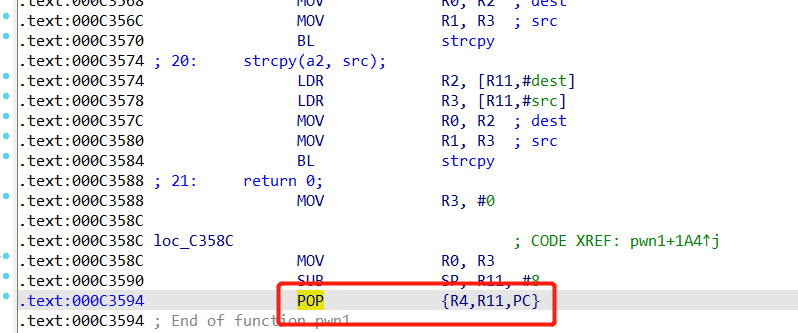 .text:000C3568 MOV R0, R2 ; dest
.text:000C356C MOV R1, R3 ; src
.text:000C3570 BL strcpy
.text:000C3574 ; 20: strcpy(a2, src);
.text:000C3574 LDR R2, [R11,#dest]
.text:000C3578 LDR R3, [R11,#src]
.text:000C357C MOV R0, R2 ; dest
.text:000C3580 MOV R1, R3 ; src
.text:000C3584 BL strcpy
.text:000C3588 ; 21: return 0;
.text:000C3588 MOV R3, #0
.text:000C358C
.text:000C358C loc_C358C ; CODE XREF: pwn1+1A4↑j
.text:000C358C MOV R0, R3
.text:000C3590 SUB SP, R11, #8
.text:000C3594 POP {R4,R11,PC}
.text:000C3594 ; End of function pwn1